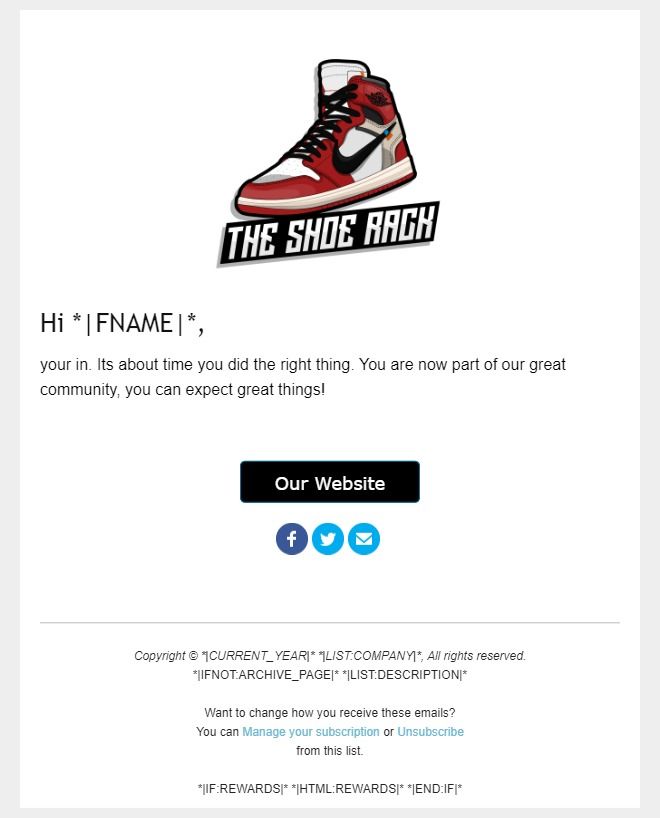 THE SHOE RACK
Hi *|FNAME|*,
your in. Its about time you did the right thing. You are now part of our great
community, you can expect great things!
Our Website
Copyright © *|CURRENT_YEAR|* *|LIST:COMPANY|*, All rights reserved.
*|IFNOT:ARCHIVE_PAGE|* *|LIST:DESCRIPTION|*
Want to change how you receive these emails?
You can Manage your subscription or Unsubscribe
from this list.
*|IF:REWARDS|* *|HTML:REWARDS|* *|END:IF|*